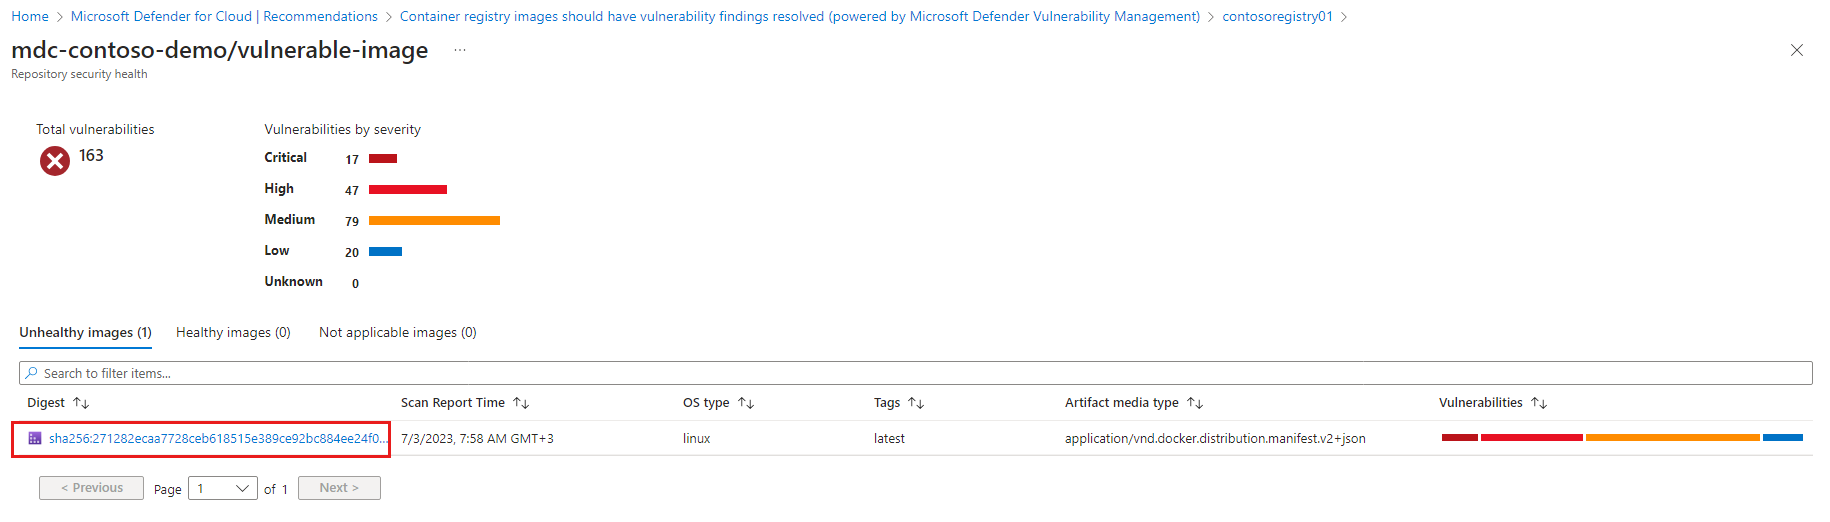 Home > Microsoft Defender for Cloud | Recommendations > Container registry images should have vulnerability findings resolved (powered by Microsoft Defender Vulnerability Management) > contosoregistry01 >
mdc-contoso-demo/vulnerable-image ...
Repository security health
Total vulnerabilities
163
Vulnerabilities by severity
Critical 17
High 47
Medium 79
Low 20
Unknown 0
Unhealthy images (1) Healthy images (0) Not applicable images (0)
Search to filter items...
Digest ↑↓ Scan Report Time ↑↓ OS type ↑↓ Tags ↑↓ Artifact media type ↑↓ Vulnerabilities ↑↓
sha256:271282ecaa7728ceb618515e389ce92bc884ee24f0... 7/3/2023, 7:58 AM GMT+3 linux latest application/vnd.docker.distribution.manifest.v2+json
< Previous Page 1 of 1 Next >